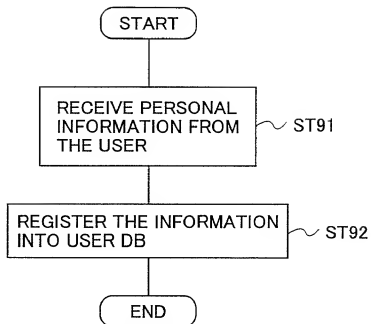 START
RECEIVE PERSONAL
INFORMATION FROM
THE USER
ST91
REGISTER THE INFORMATION
INTO USER DB
ST92
END